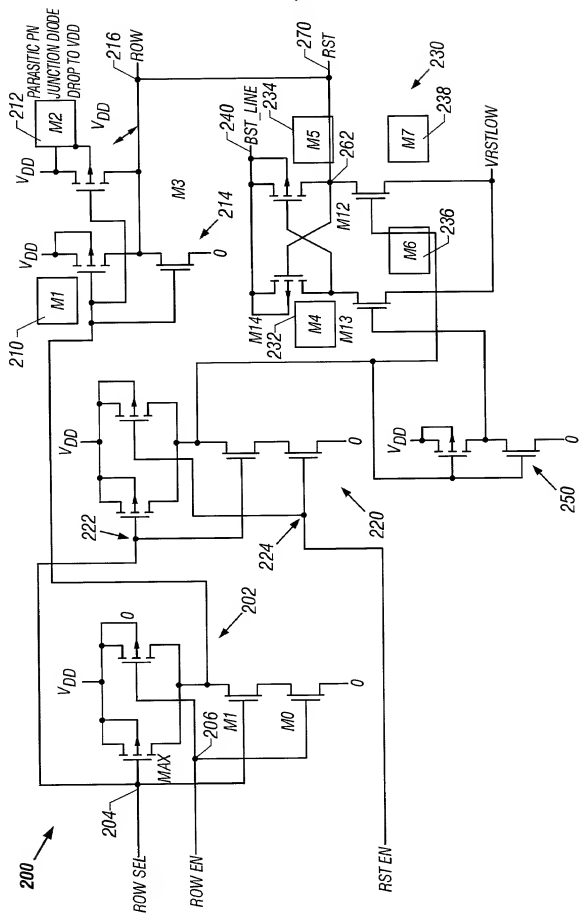 200
ROW SEL
ROW EN
RST EN
204
206
202
VDD
0
MAX
M1
M0
0
222
224
220
VDD
0
250
VDD
0
210
M1
VDD
212
M2
PARASITIC PN
JUNCTION DIODE
DROP TO VDD
VDD
VDD
216
ROW
M3
214
0
240
BST_LINE
234
M5
270
RST
M14
232
M4
M13
262
M12
230
M7
238
M6
236
VRSTLOW